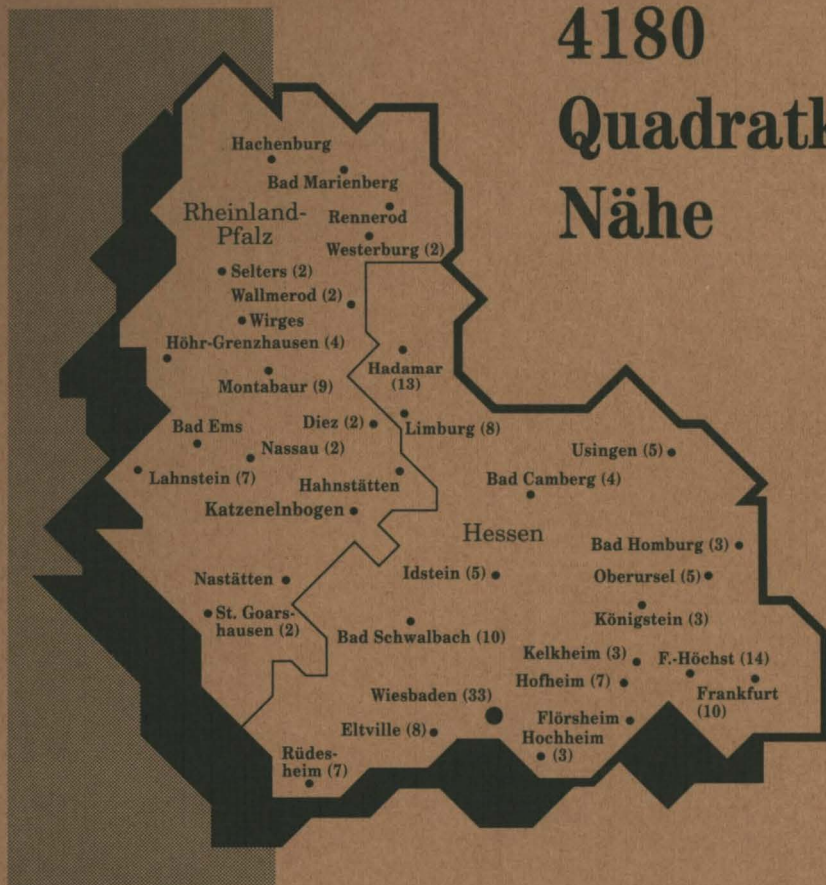 4180
Quadratk
Nähe
Hachenburg
Bad Marienberg
Rheinland-
Pfalz
Rennerod
Westerburg (2)
Selters (2)
Wallmerod (2)
Wirges
Höhr-Grenzhausen (4)
Hadamar
(13)
Montabaur (9)
Diez (2)
Limburg (8)
Bad Ems
Nassau (2)
Usingen (5)
Lahnstein (7)
Hahnstätten
Bad Camberg (4)
Katzenelnbogen
Hessen
Bad Homburg (3)
Nastätten
Idstein (5)
Oberursel (5)
St. Goars-
hausen (2)
Königstein (3)
Bad Schwalbach (10)
Kelkheim (3)
F.-Höchst (14)
Hofheim (7)
Frankfurt
(10)
Wiesbaden (33)
Eltville (8)
Flörsheim
Hochheim
(3)
Rüdes-
heim (7)